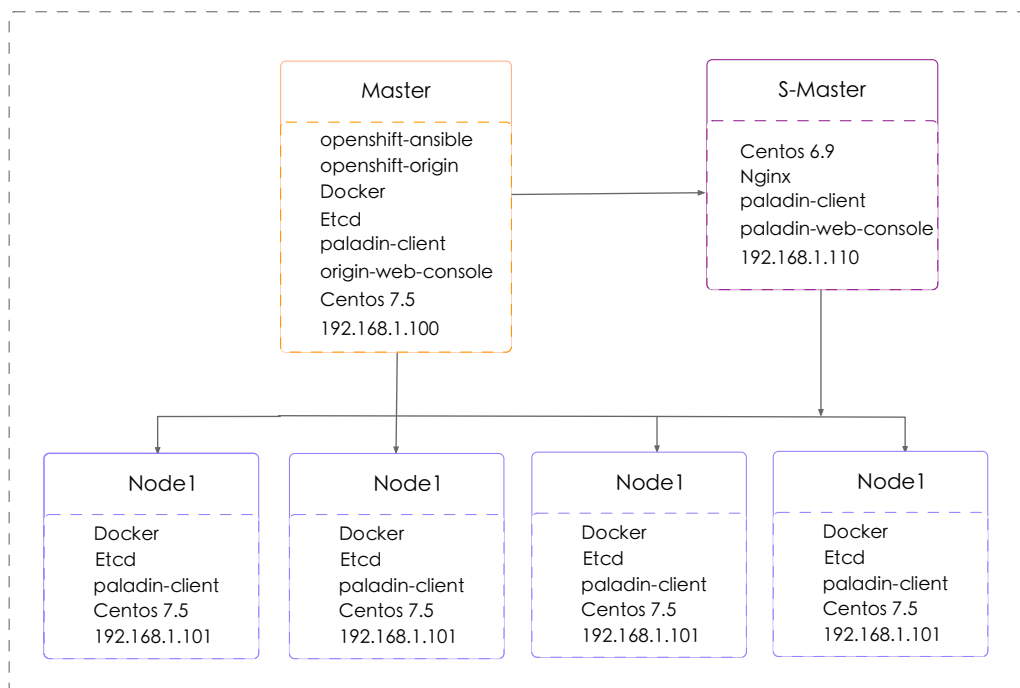 Master
openshift-ansible
openshift-origin
Docker
Etcd
paladin-client
origin-web-console
Centos 7.5
192.168.1.100
S-Master
Centos 6.9
Nginx
paladin-client
paladin-web-console
192.168.1.110
Node1
Docker
Etcd
paladin-client
Centos 7.5
192.168.1.101
Node1
Docker
Etcd
paladin-client
Centos 7.5
192.168.1.101
Node1
Docker
Etcd
paladin-client
Centos 7.5
192.168.1.101
Node1
Docker
Etcd
paladin-client
Centos 7.5
192.168.1.101